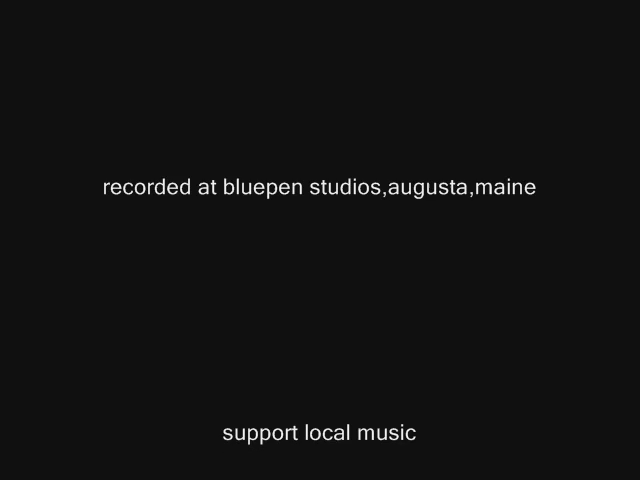 recorded at bluepen studios,augusta,maine
support local music